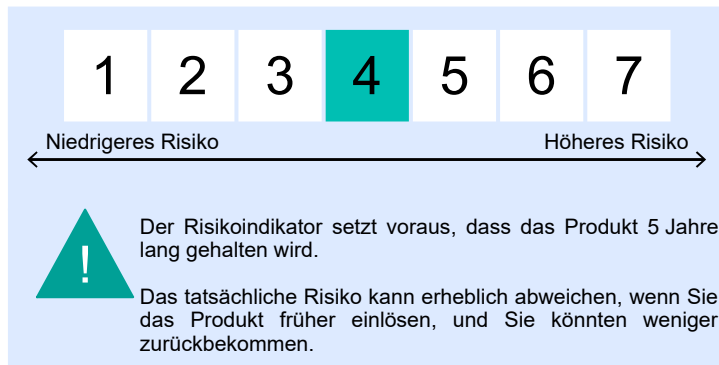 1 2 3 4 5 6 7
Niedrigeres Risiko Höheres Risiko
Der Risikoindikator setzt voraus, dass das Produkt 5 Jahre
lang gehalten wird.
!
Das tatsächliche Risiko kann erheblich abweichen, wenn Sie
das Produkt früher einlösen, und Sie könnten weniger
zurückbekommen.